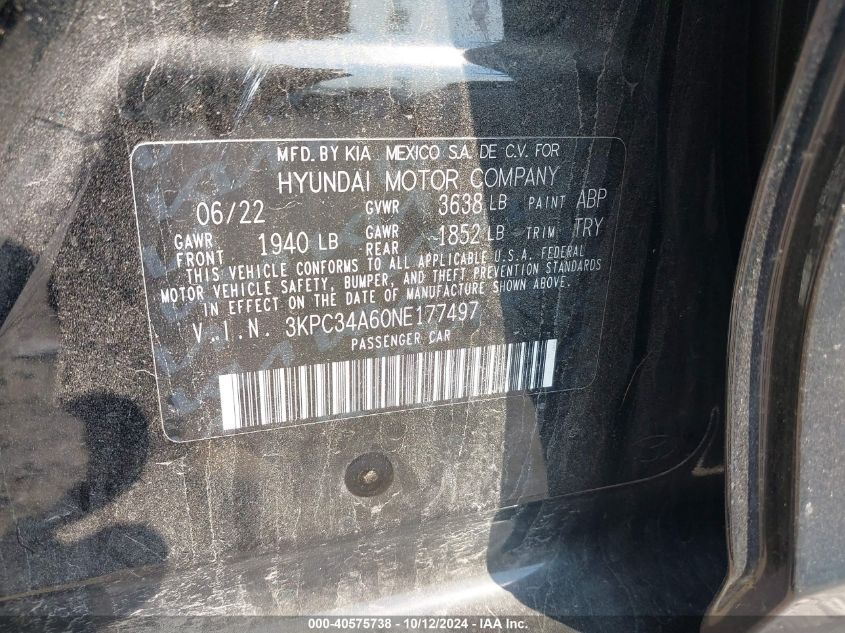 MFD. BY KIA MEXICO S.A. DE C.V. FOR
HYUNDAI MOTOR COMPANY
06/22 GVWR 3638 LB PAINT ABP
GAWR FRONT 1940 LB GAWR REAR 1852 LB TRIM TRY
THIS VEHICLE CONFORMS TO ALL APPLICABLE U.S.A. FEDERAL
MOTOR VEHICLE SAFETY, BUMPER, AND THEFT PREVENTION STANDARDS
IN EFFECT ON THE DATE OF MANUFACTURE SHOWN ABOVE.
V.I.N. 3KPC34A60NE177497
PASSENGER CAR
000-40575738 - 10/12/2024 - IAA Inc.